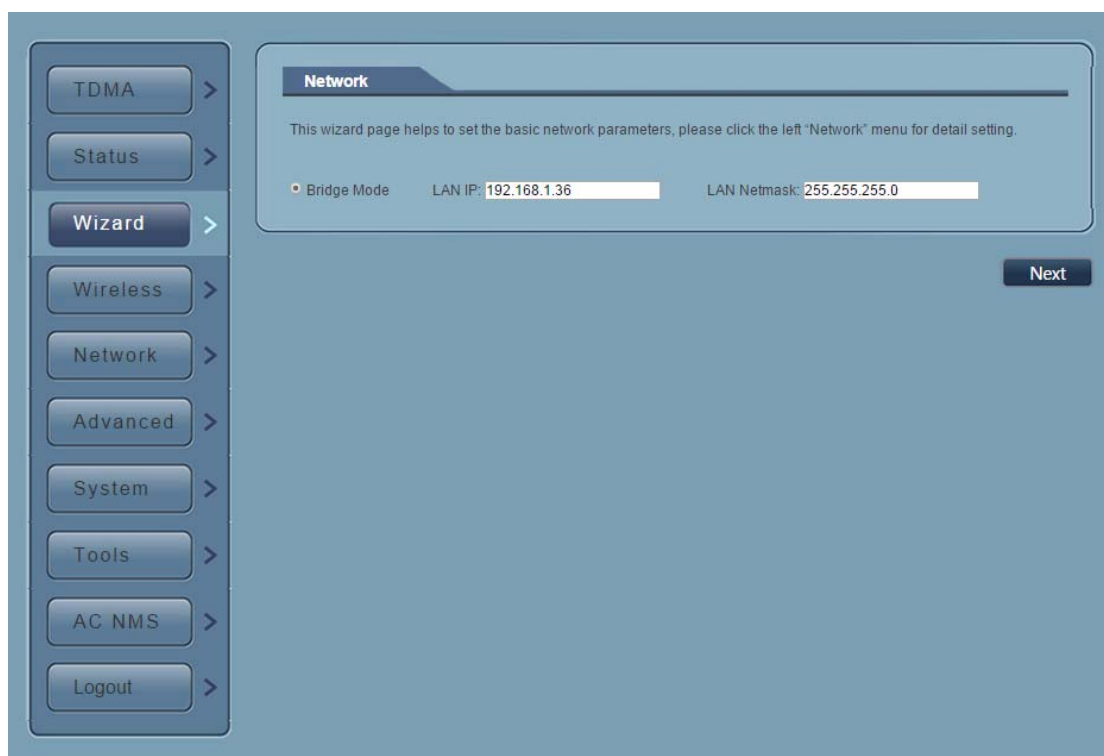 TDMA
Status
Wizard
Wireless
Network
Advanced
System
Tools
AC NMS
Logout
Network
This wizard page helps to set the basic network parameters, please click the left "Network" menu for detail setting.
Bridge Mode LAN IP: 192.168.1.36 LAN Netmask: 255.255.255.0
Next